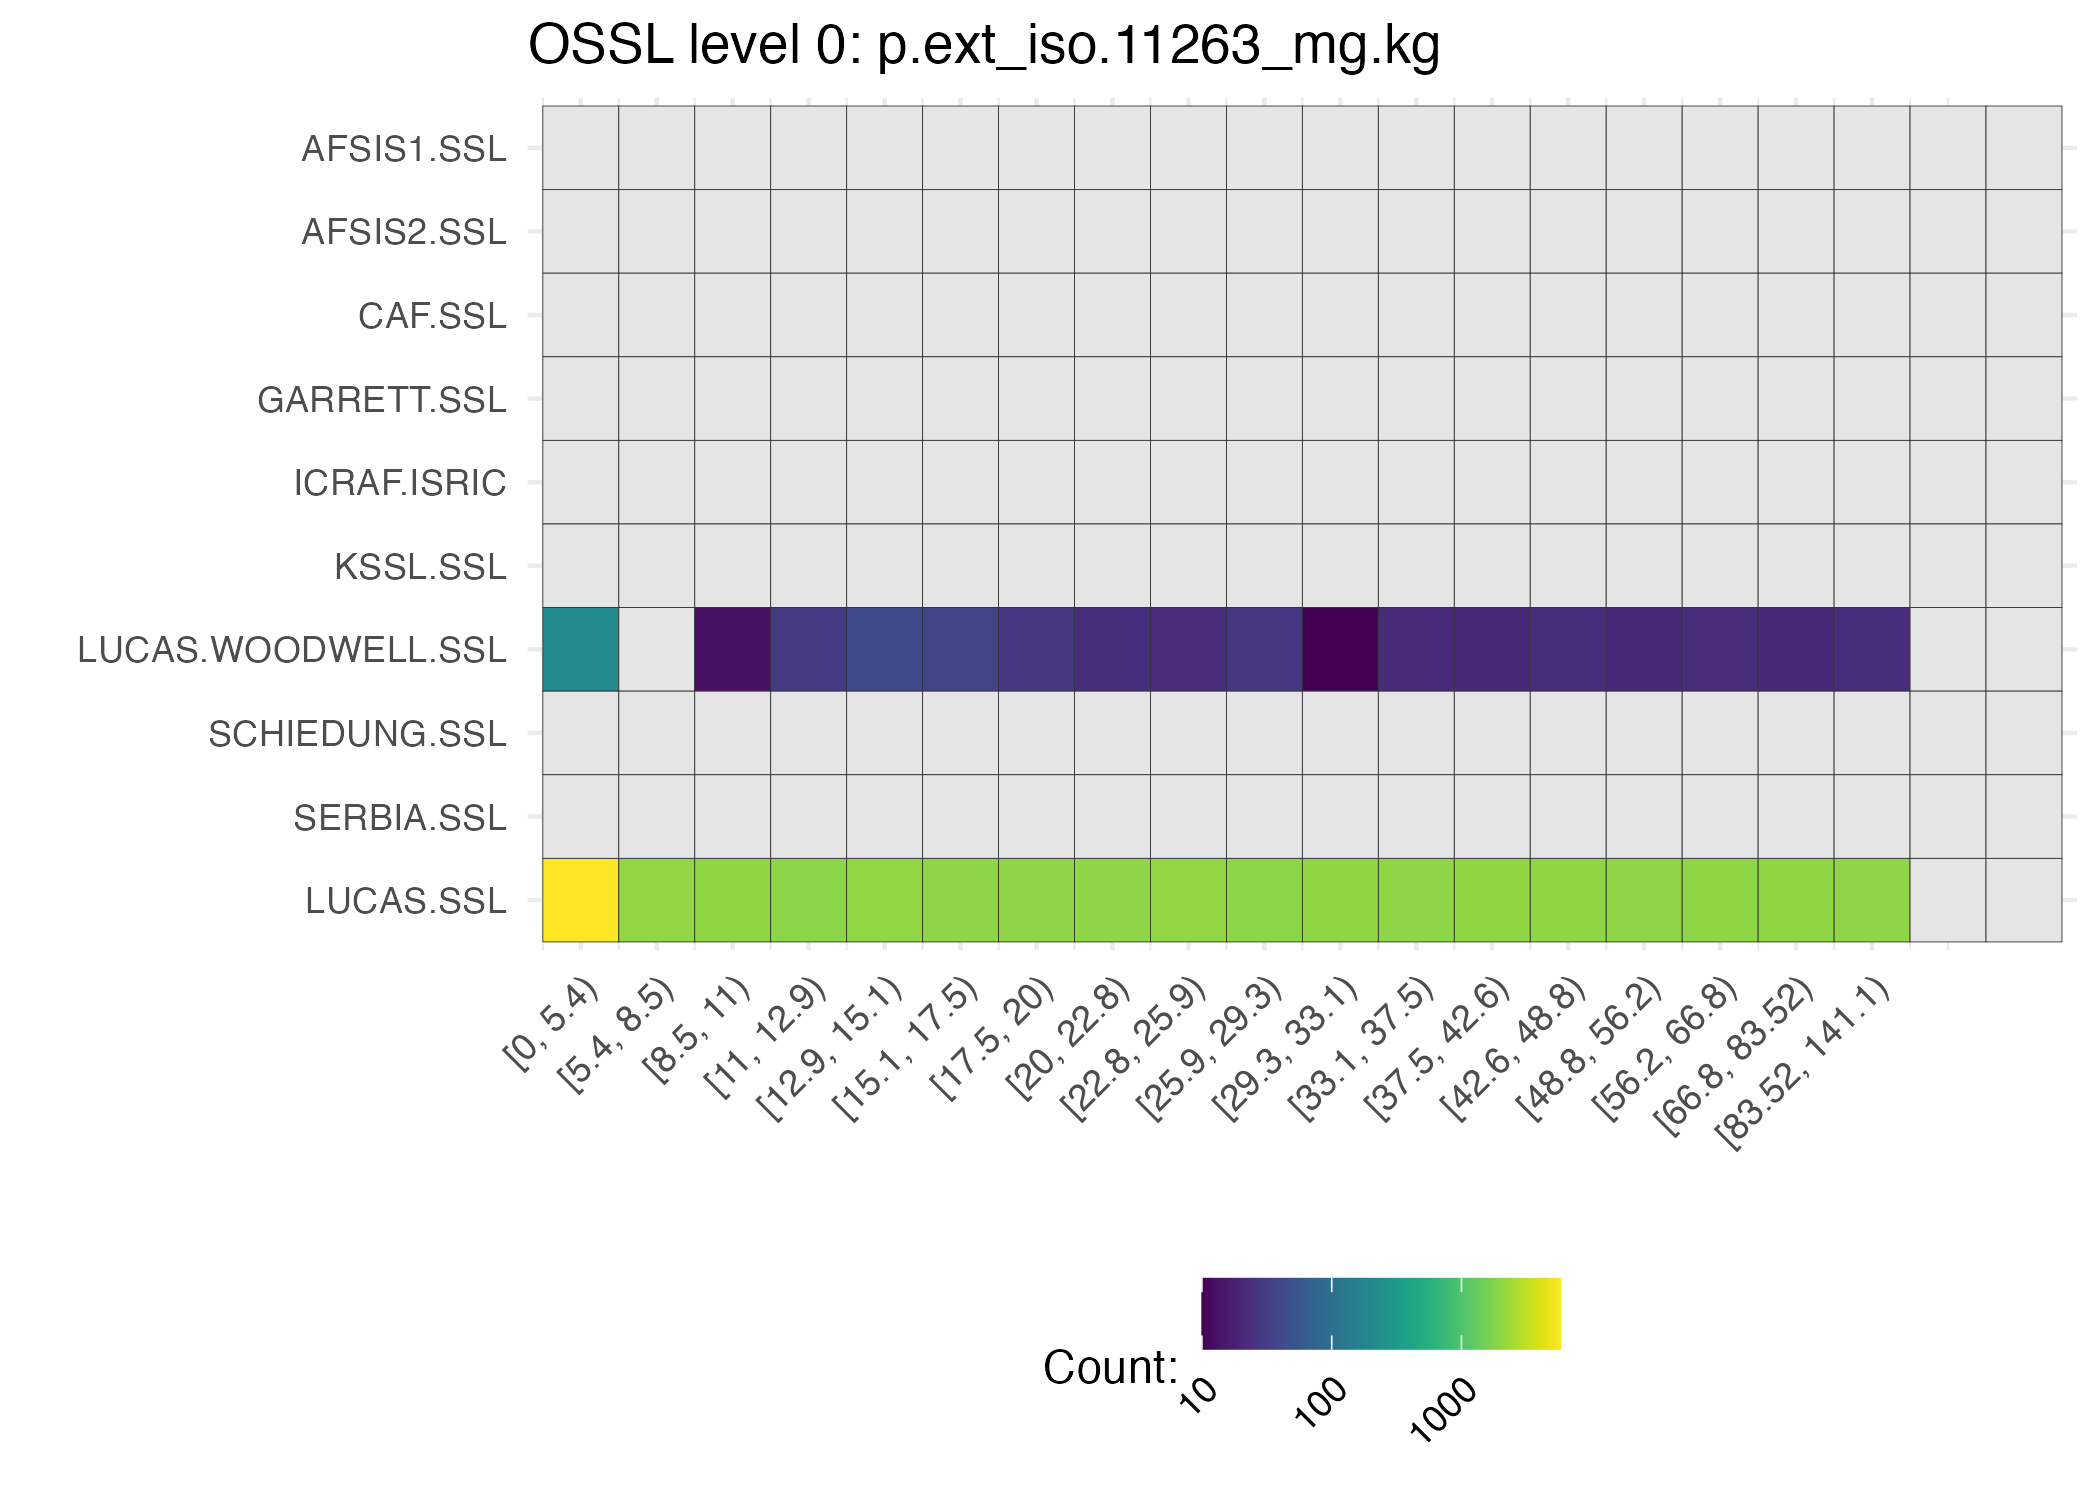 OSSL level 0: p.ext_iso.11263_mg.kg
AFSIS1.SSL
AFSIS2.SSL
CAF.SSL
GARRETT.SSL
ICRAF.ISRIC
KSSL.SSL
LUCAS.WOODWELL.SSL
SCHIEDUNG.SSL
SERBIA.SSL
LUCAS.SSL
[0, 5.4)
[5.4, 8.5)
[8.5, 11)
[11, 12.9)
[12.9, 15.1)
[15.1, 17.5)
[17.5, 20)
[20, 22.8)
[22.8, 25.9)
[25.9, 29.3)
[29.3, 33.1)
[33.1, 37.5)
[37.5, 42.6)
[42.6, 48.8)
[48.8, 56.2)
[56.2, 66.8)
[66.8, 83.52)
[83.52, 141.1)
Count:
10
100
1000